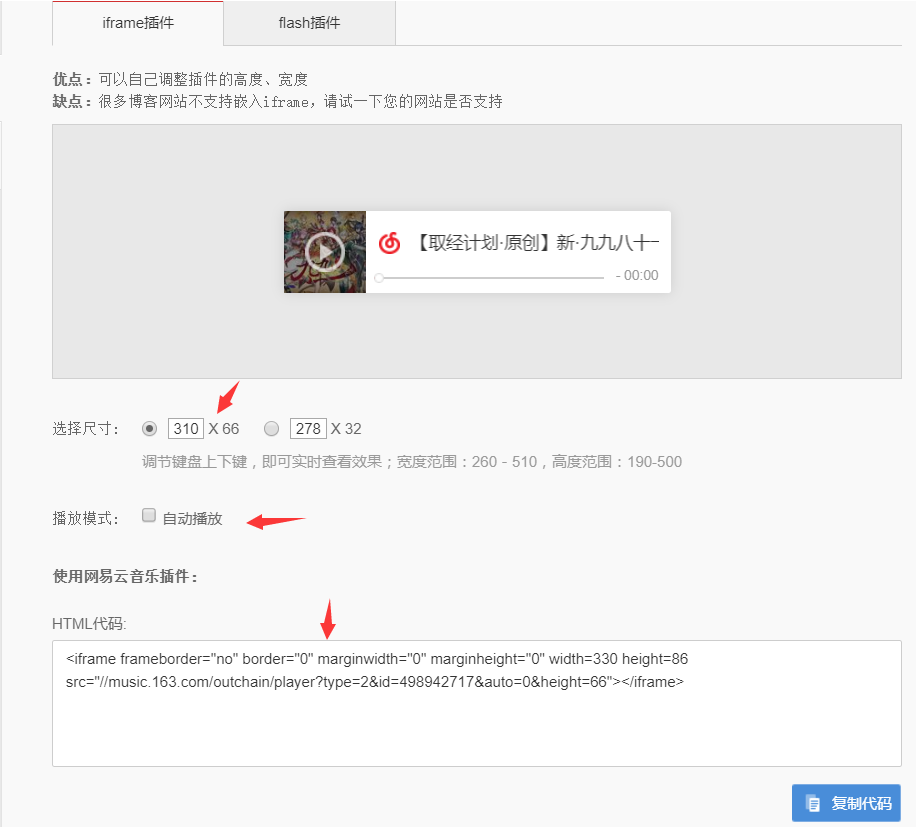 iframe插件 flash插件
优点：可以自己调整插件的高度、宽度
缺点：很多博客网站不支持嵌入iframe，请试一下您的网站是否支持
【取经计划·原创】新·九九八十一
- 00:00
选择尺寸： 310 X 66 278 X 32
调节键盘上下键，即可实时查看效果；宽度范围：260 - 510，高度范围：190-500
播放模式： 自动播放
使用网易云音乐插件：
HTML代码:
<iframe frameborder="no" border="0" marginwidth="0" marginheight="0" width=330 height=86
src="//music.163.com/outchain/player?type=2&id=498942717&auto=0&height=66"></iframe>
复制代码